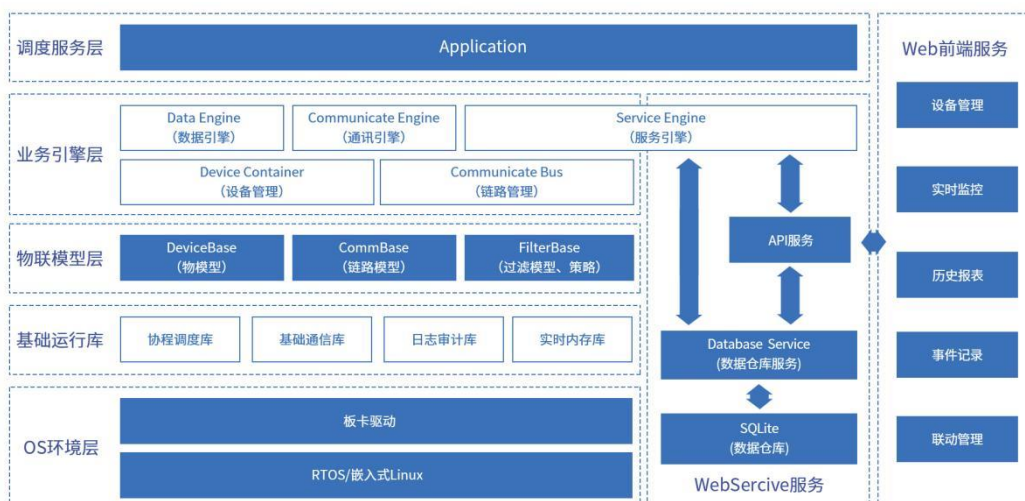 调度服务层
Application
业务引擎层
Data Engine
（数据引擎）
Communicate Engine
（通讯引擎）
Service Engine
（服务引擎）
Device Container
（设备管理）
Communicate Bus
（链路管理）
物联模型层
DeviceBase
（物模型）
CommBase
（链路模型）
FilterBase
（过滤模型、策略）
基础运行库
协程调度库
基础通信库
日志审计库
实时内存库
OS环境层
板卡驱动
RTOS/嵌入式Linux
API服务
Database Service
(数据仓库服务)
SQLite
(数据仓库)
WebSercive服务
Web前端服务
设备管理
实时监控
历史报表
事件记录
联动管理